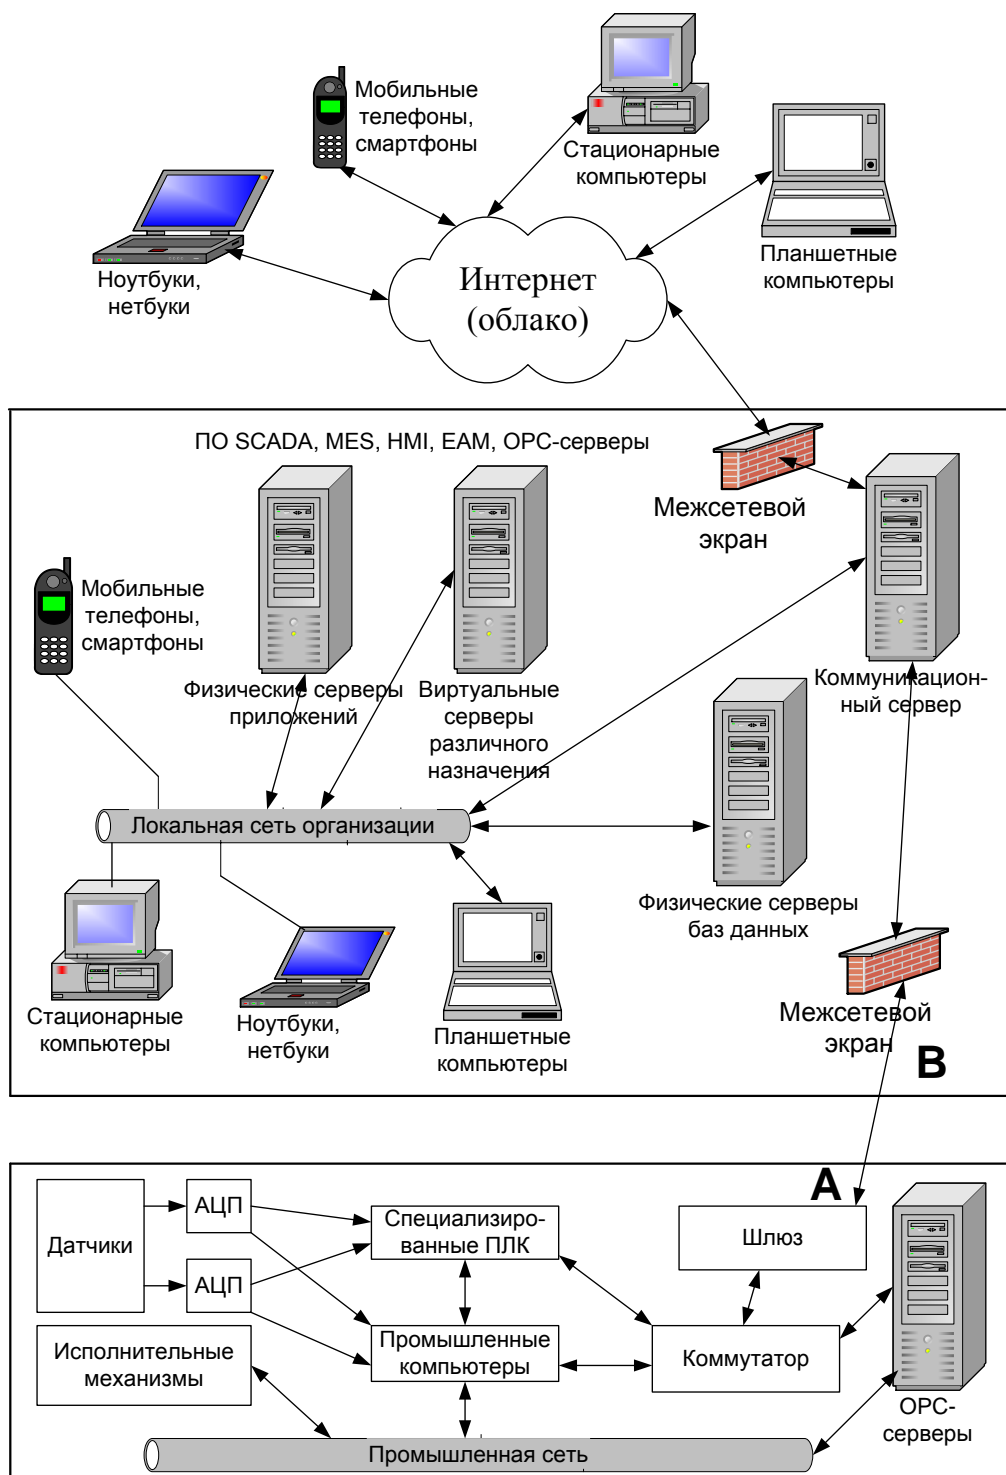 Мобильные
телефоны,
смартфоны
Стационарные
компьютеры
Планшетные
компьютеры
Ноутбуки,
нетбуки
Интернет
(облако)
ПО SCADA, MES, HMI, EAM, OPC-серверы
Межсетевой
экран
Мобильные
телефоны,
смартфоны
Физические серверы
приложений
Виртуальные
серверы
различного
назначения
Коммуникацион-
ный сервер
Локальная сеть организации
Физические серверы
баз данных
Стационарные
компьютеры
Ноутбуки,
нетбуки
Планшетные
компьютеры
Межсетевой
экран
B
A
Датчики
АЦП
АЦП
Специализиро-
ванные ПЛК
Шлюз
Исполнительные
механизмы
Промышленные
компьютеры
Коммутатор
OPC-
серверы
Промышленная сеть